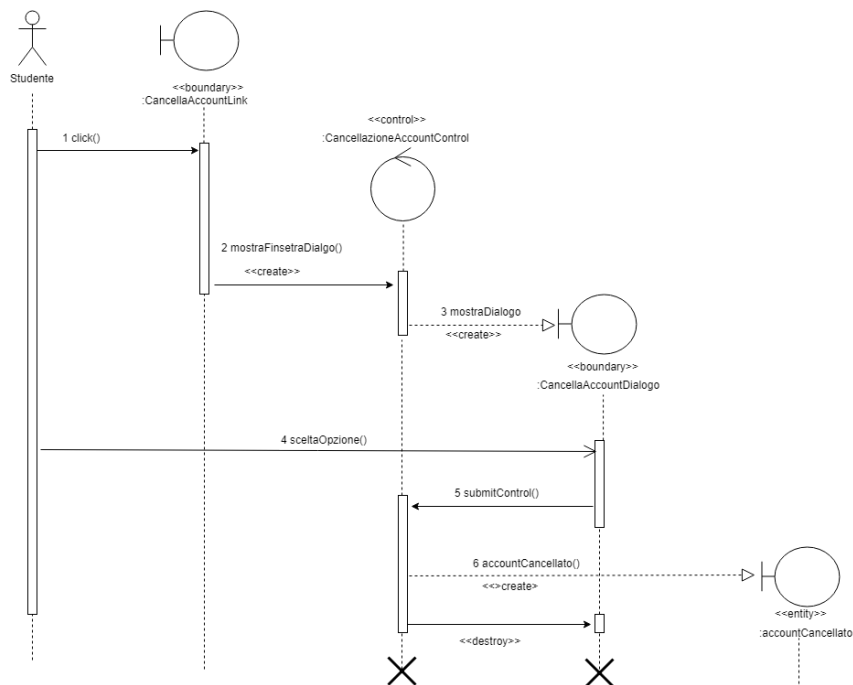 Studente
<<boundary>>
:CancellaAccountLink
<<control>>
:CancellazioneAccountControl
1 click()
2 mostraFinsetraDialgo()
<<create>>
3 mostraDialogo
<<create>>
<<boundary>>
:CancellaAccountDialogo
4 sceltaOpzione()
5 submitControl()
6 accountCancellato()
<<>create>
<<entity>>
:accountCancellato
<<destroy>>